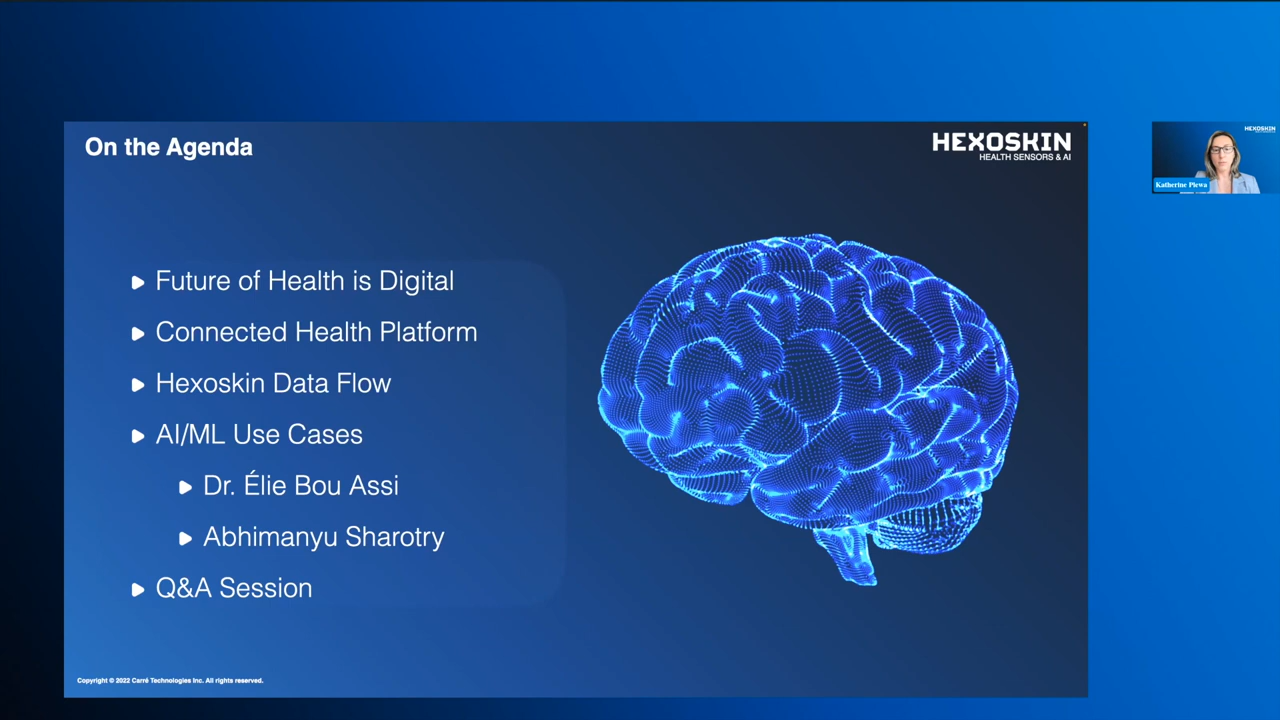 On the Agenda
HEXOSKIN
HEALTH SENSORS & AI
Future of Health is Digital
Connected Health Platform
Hexoskin Data Flow
AI/ML Use Cases
Dr. Élie Bou Assi
Abhimanyu Sharotry
Q&A Session
Copyright © 2022 Carré Technologies Inc. All rights reserved.
HEXOSKIN
Katherine Plewa